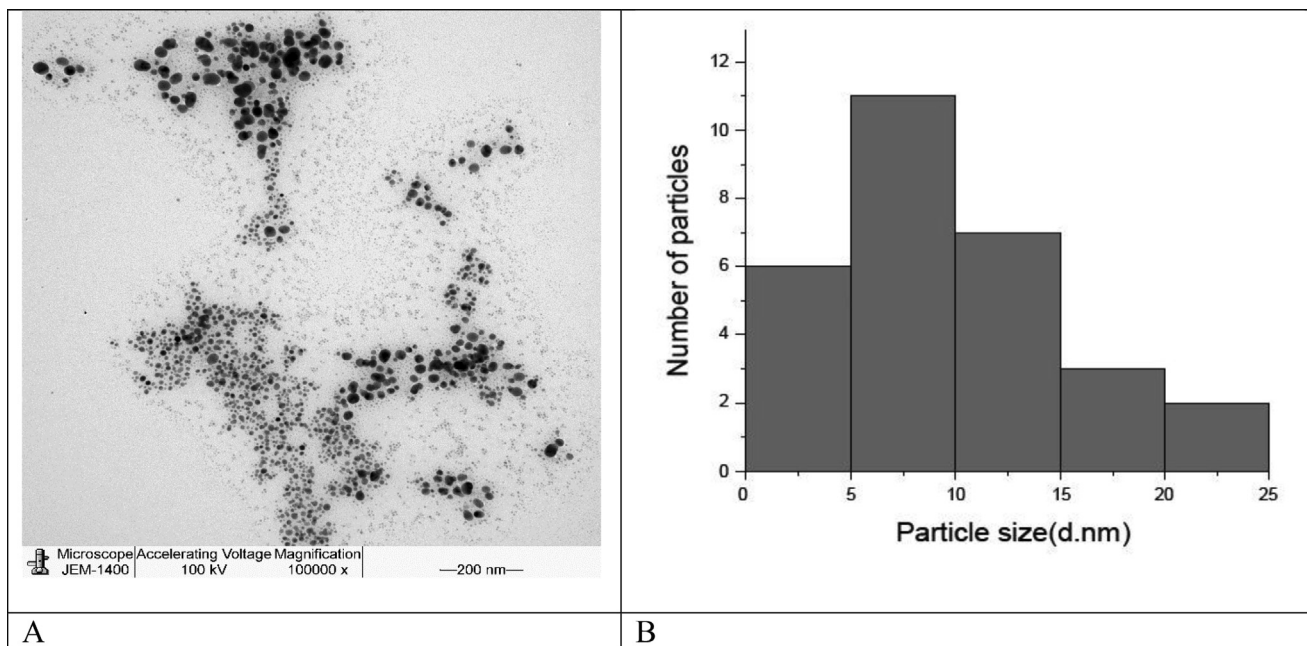 Microscope Accelerating Voltage Magnification
JEM-1400 100 kV 100000 x —200 nm—
A
Number of particles
12
10
8
6
4
2
0
0 5 10 15 20 25
Particle size(d.nm)
B